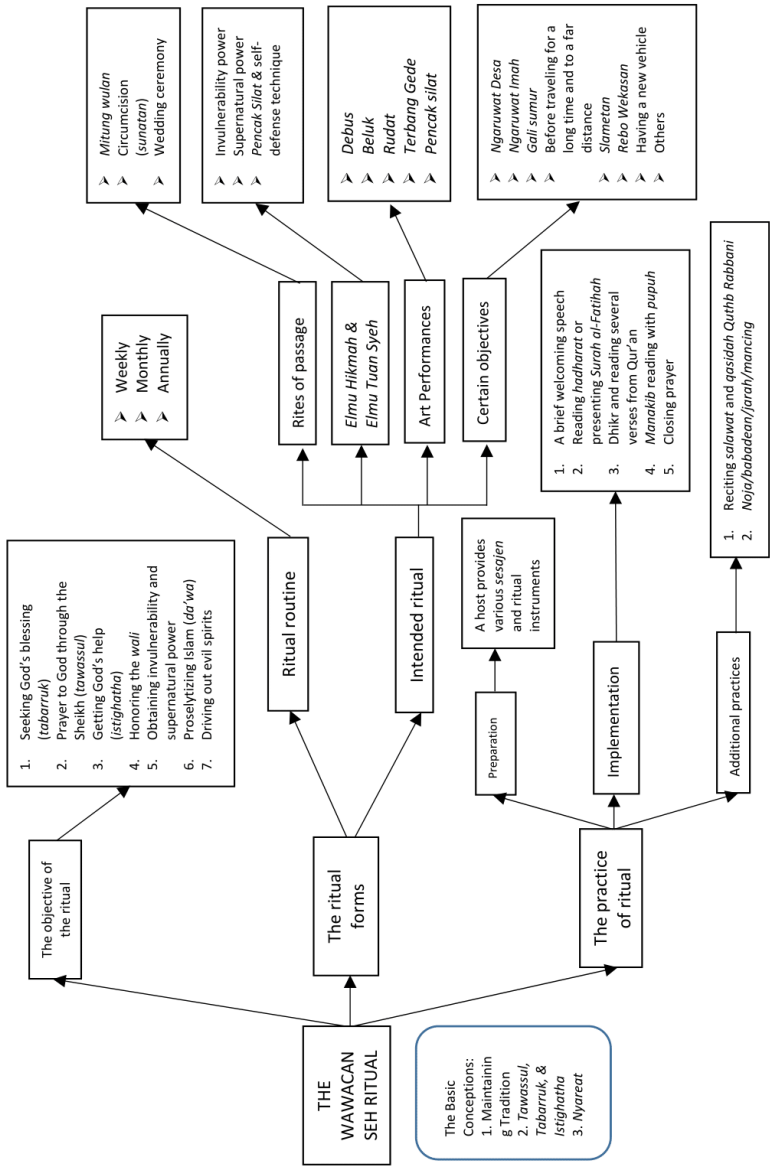 THE
WAWACAN
SEH RITUAL
The Basic
Conceptions:
1. Maintainin
g Tradition
2. Tawassul,
Tabarruk, &
Istighatha
3. Nyareat
The objective of
the ritual
1. Seeking God's blessing
(tabarruk)
2. Prayer to God through the
Sheikh (tawassul)
3. Getting God's help
(istighatha)
4. Honoring the wali
5. Obtaining invulnerability and
supernatural power
6. Proselytizing Islam (da'wa)
7. Driving out evil spirits
The ritual
forms
Ritual routine
➢ Weekly
➢ Monthly
➢ Annually
Intended ritual
Rites of passage
➢ Mitung wulan
➢ Circumcision
(sunatan)
➢ Wedding ceremony
Elmu Hikmah &
Elmu Tuan Syeh
➢ Invulnerability power
➢ Supernatural power
➢ Pencak Silat & self-
defense technique
Art Performances
➢ Debus
➢ Beluk
➢ Rudat
➢ Terbang Gede
➢ Pencak silat
Certain objectives
➢ Ngaruwat Desa
➢ Ngaruwat Imah
➢ Gali sumur
➢ Before traveling for a
long time and to a far
distance
➢ Slametan
➢ Rebo Wekasan
➢ Having a new vehicle
➢ Others
The practice
of ritual
Preparation
A host provides
various sesajen
and ritual
instruments
Implementation
1. A brief welcoming speech
2. Reading hadharat or
presenting Surah al-Fatihah
3. Dhikr and reading several
verses from Qur'an
4. Manakib reading with pupuh
5. Closing prayer
Additional practices
1. Reciting salawat and qasidah Quthb Rabbani
2. Noja/babadean/jarah/mancing